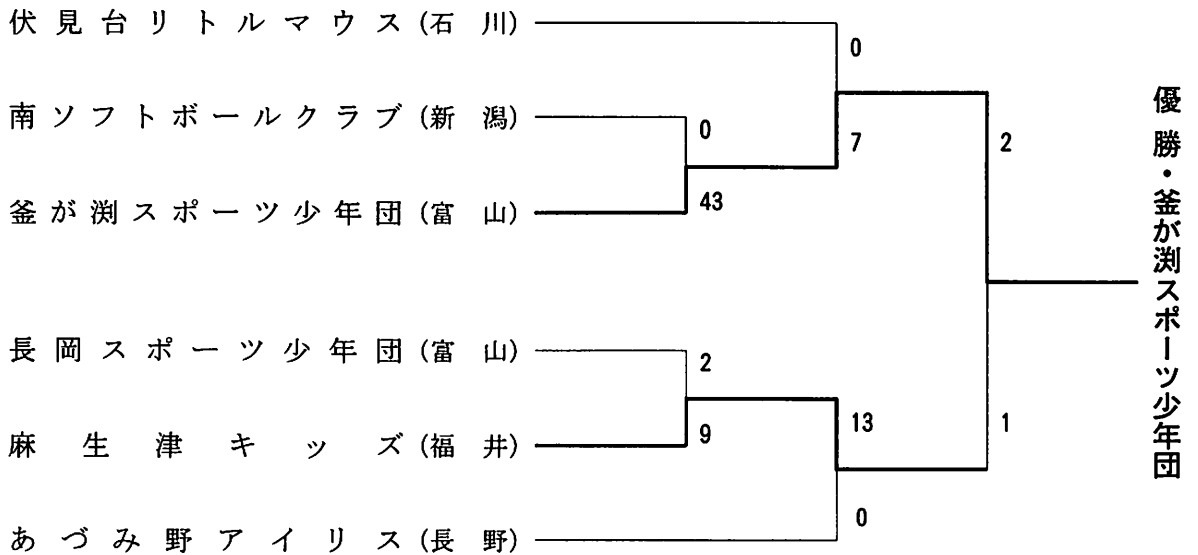 伏見台リトルマウス(石川)
0
南ソフトボールクラブ(新潟)
0
7
2
釜が渕スポーツ少年団(富山)
43
優勝・釜が渕スポーツ少年団
長岡スポーツ少年団(富山)
2
麻生津キッズ(福井)
9
13
1
あづみ野アイリス(長野)
0